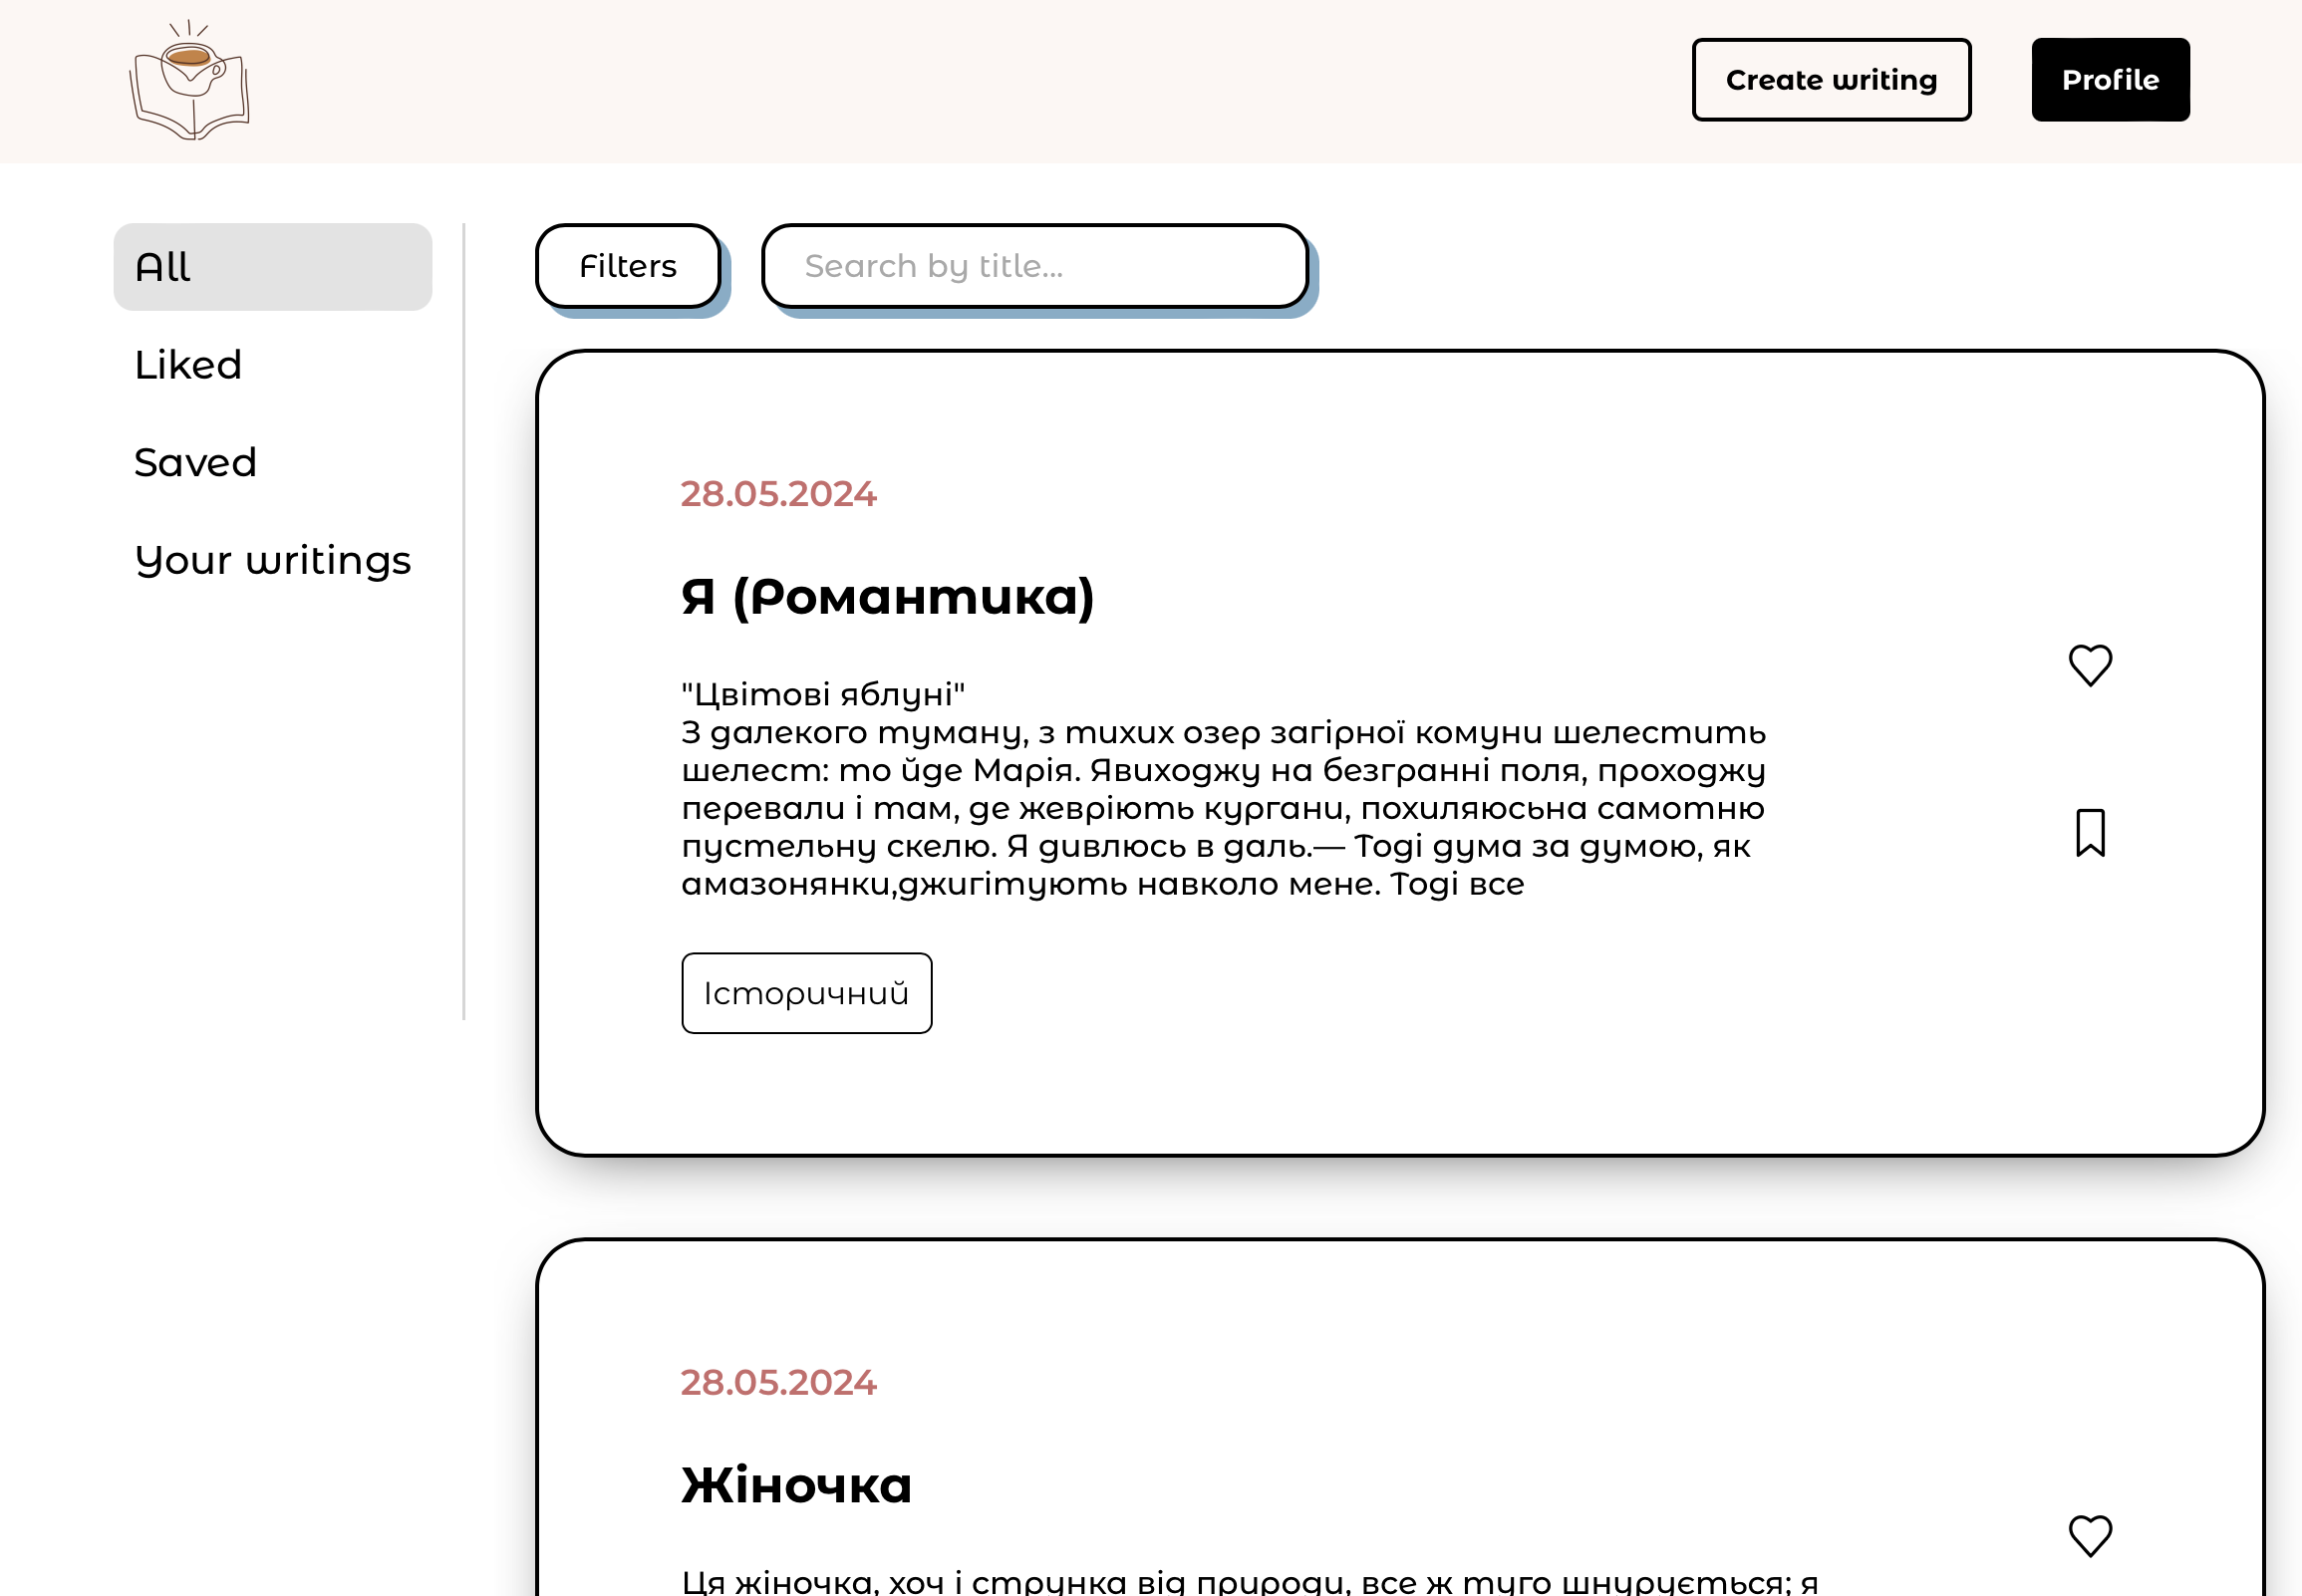 Create writing
Profile
All
Liked
Saved
Your writings
Filters
Search by title...
28.05.2024
Я (Романтика)
"Цвітові яблуні"
З далекого туману, з тихих озер загірної комуни шелестить
шелест: то йде Марія. Явиходжу на безгранні поля, проходжу
перевали і там, де жевріють кургани, похиляюсьна самотню
пустельну скелю. Я дивлюсь в даль.— Тоді дума за думою, як
амазонянки,джигітують навколо мене. Тоді все
Історичний
28.05.2024
Жіночка
Ця жіночка, хоч і струнка від природи, все ж туго шнурується; я